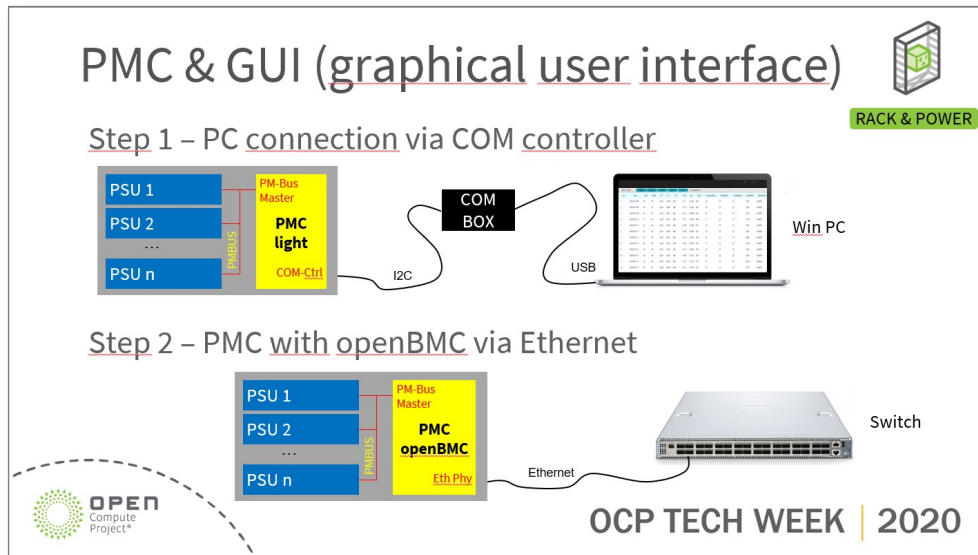 PMC & GUI (graphical user interface)
RACK & POWER
Step 1 – PC connection via COM controller
PSU 1
PSU 2
...
PSU n
PMBUS
PM-Bus
Master
PMC
light
COM-Ctrl
I2C
COM
BOX
USB
Win PC
Step 2 – PMC with openBMC via Ethernet
PSU 1
PSU 2
...
PSU n
PMBUS
PM-Bus
Master
PMC
openBMC
Eth Phy
Ethernet
Switch
OPEN
Compute
Project®
OCP TECH WEEK | 2020